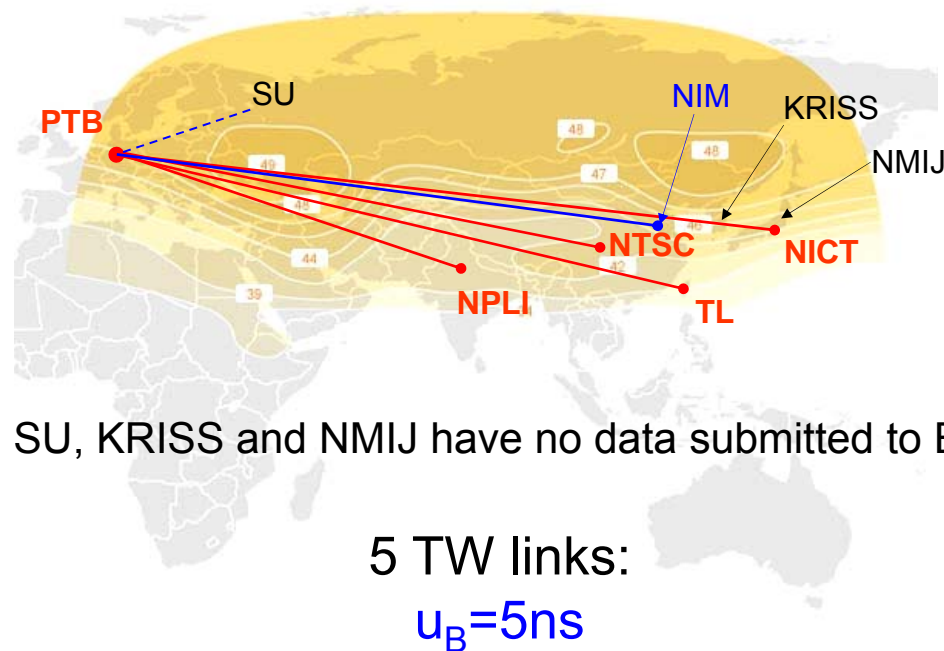 SU
NIM
48
KRISS
PTB
48
NMIJ
49
47
48
46
NTSC
NICT
44
42
39
NPLI
TL
SU, KRISS and NMIJ have no data submitted to
5 TW links:
uB=5ns